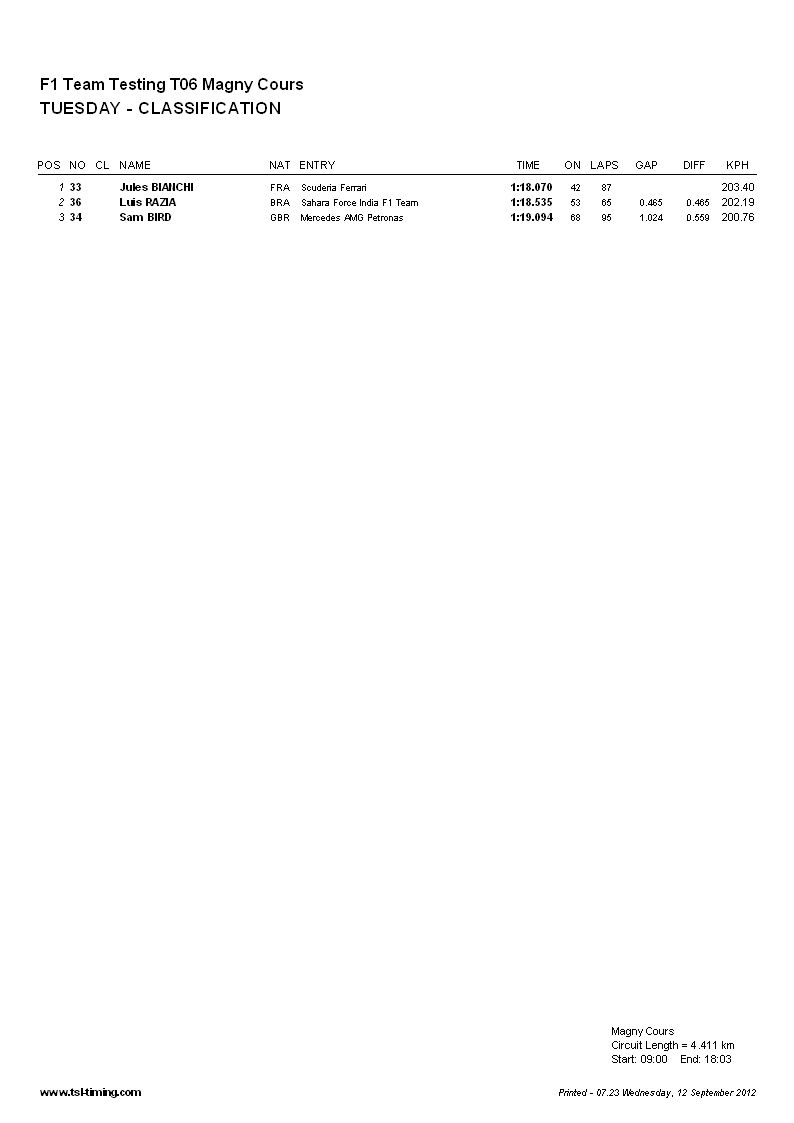 F1 Team Testing T06 Magny Cours
TUESDAY - CLASSIFICATION
POS NO CL NAME NAT ENTRY TIME ON LAPS GAP DIFF KPH
1 33 Jules BIANCHI FRA Scuderia Ferrari 1:18.070 42 87 203.40
2 36 Luis RAZIA BRA Sahara Force India F1 Team 1:18.535 53 65 0.465 0.465 202.19
3 34 Sam BIRD GBR Mercedes AMG Petronas 1:19.094 68 95 1.024 0.559 200.76
Magny Cours
Circuit Length = 4.411 km
Start: 09:00 End: 18:03
www.tsl-timing.com Printed - 07.23 Wednesday, 12 September 2012